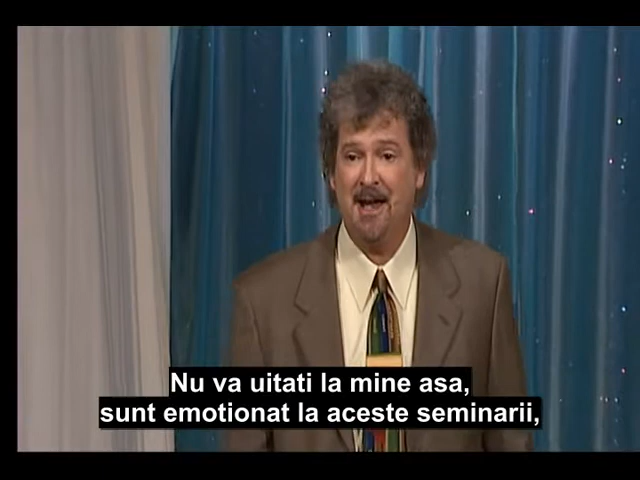 Nu va uitati la mine asa,
sunt emotionat la aceste seminarii,